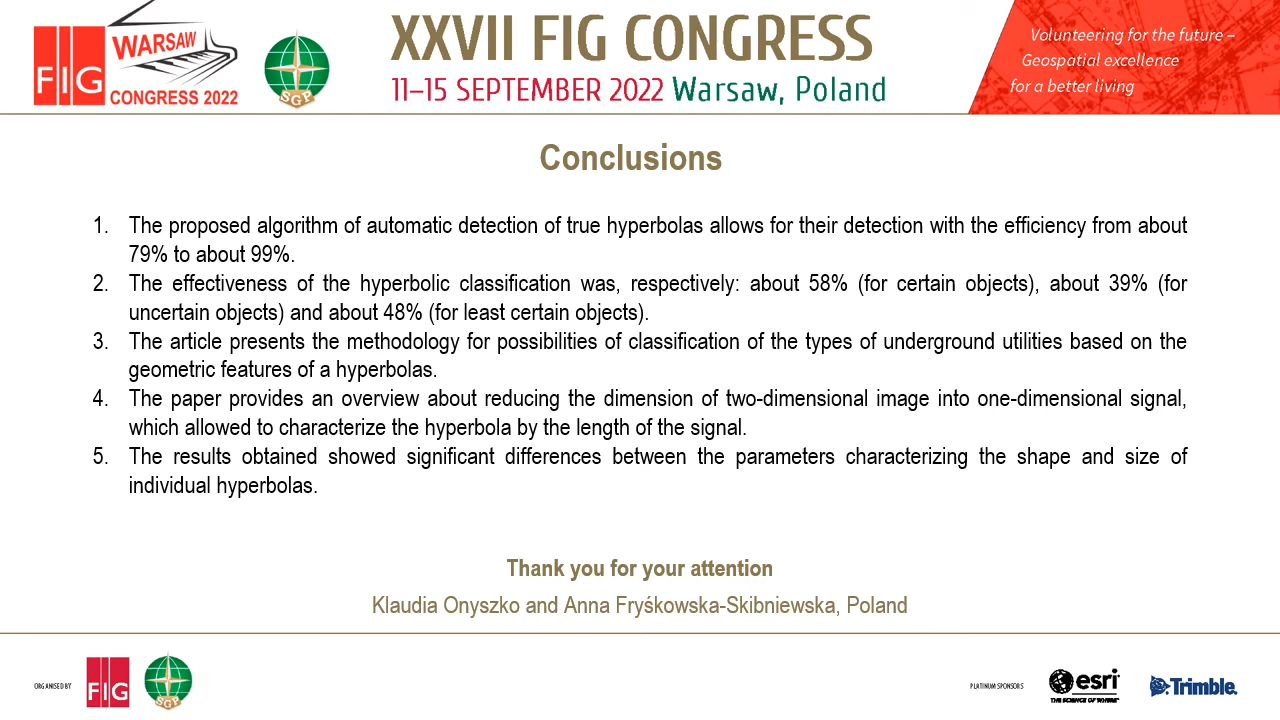 FIG
WARSAW
CONGRESS 2022
SGP
XXVII FIG CONGRESS
11–15 SEPTEMBER 2022 Warsaw, Poland
Volunteering for the future –
Geospatial excellence
for a better living
Conclusions
1. The proposed algorithm of automatic detection of true hyperbolas allows for their detection with the efficiency from about
79% to about 99%.
2. The effectiveness of the hyperbolic classification was, respectively: about 58% (for certain objects), about 39% (for
uncertain objects) and about 48% (for least certain objects).
3. The article presents the methodology for possibilities of classification of the types of underground utilities based on the
geometric features of a hyperbolas.
4. The paper provides an overview about reducing the dimension of two-dimensional image into one-dimensional signal,
which allowed to characterize the hyperbola by the length of the signal.
5. The results obtained showed significant differences between the parameters characterizing the shape and size of
individual hyperbolas.
Thank you for your attention
Klaudia Onyszko and Anna Fryśkowska-Skibniewska, Poland
ORGANISED BY
FIG
SGP
PLATINUM SPONSORS
esri
THE SCIENCE OF WHERE
Trimble.